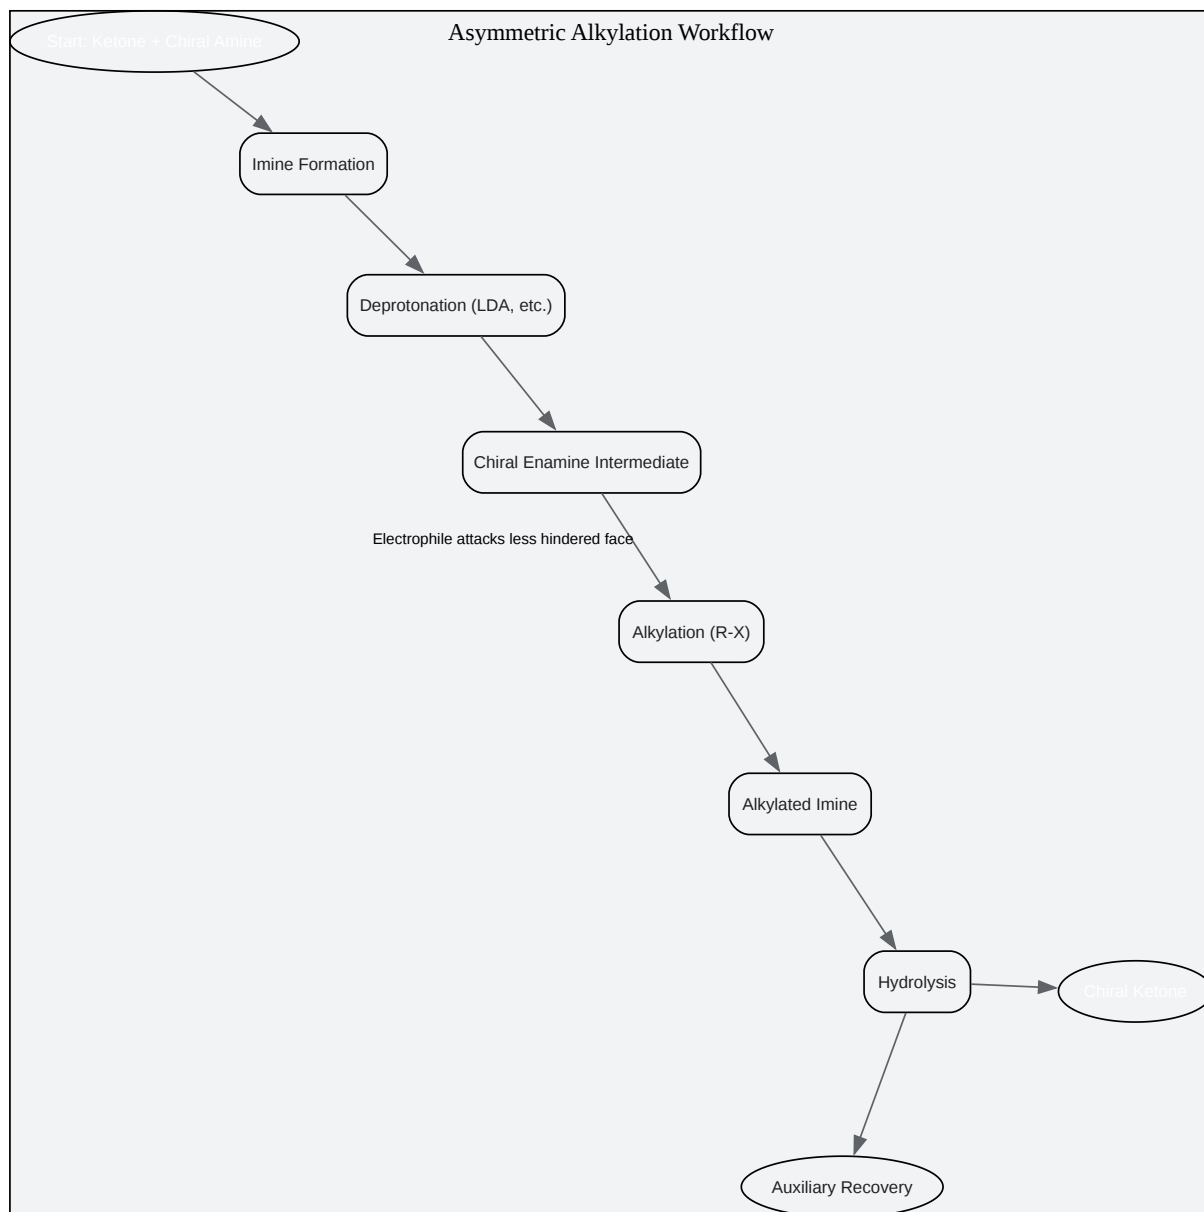 Asymmetric Alkylation Workflow
Start: Ketone + Chiral Amine
Imine Formation
Deprotonation (LDA, etc.)
Chiral Enamine Intermediate
Electrophile attacks less hindered face
Alkylation (R-X)
Alkylated Imine
Hydrolysis
Chiral Ketone
Auxiliary Recovery